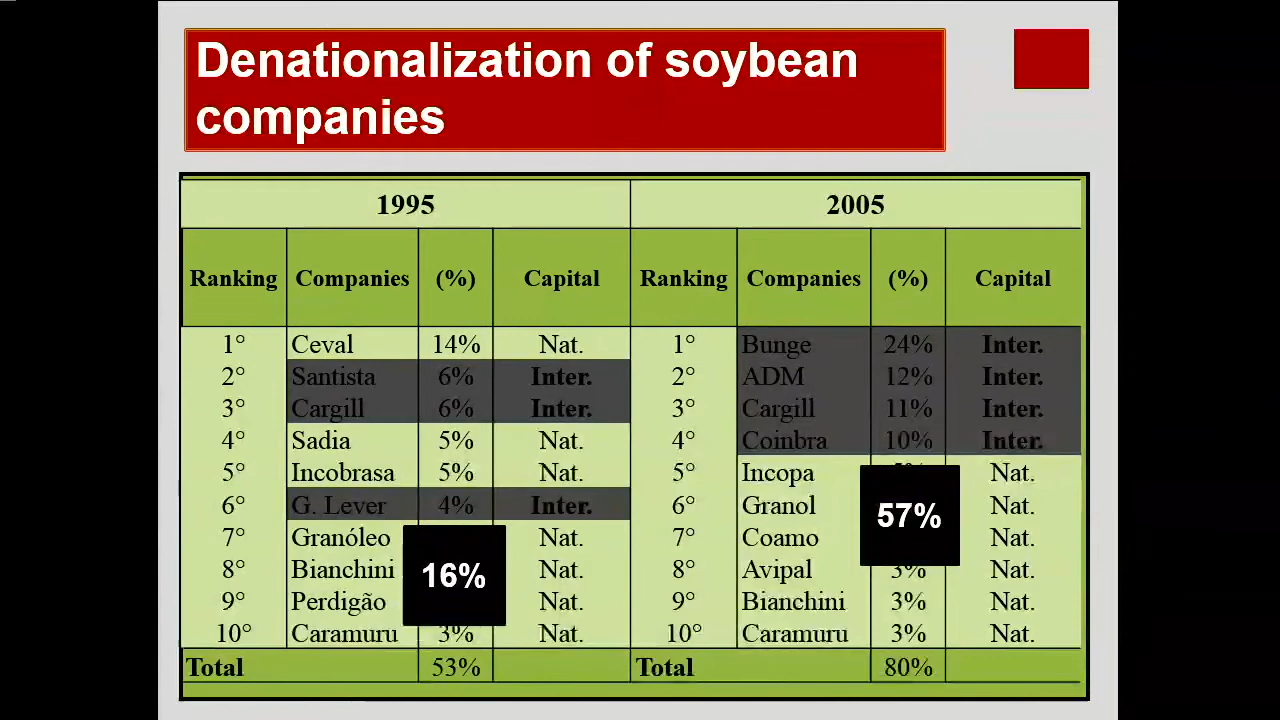 Denationalization of soybean
companies
1995 2005
Ranking Companies (%) Capital Ranking Companies (%) Capital
1° Ceval 14% Nat. 1° Bunge 24% Inter.
2° Santista 6% Inter. 2° ADM 12% Inter.
3° Cargill 6% Inter. 3° Cargill 11% Inter.
4° Sadia 5% Nat. 4° Coinbra 10% Inter.
5° Incobrasa 5% Nat. 5° Incopa Nat.
6° G. Lever 4% Inter. 6° Granol 57% Nat.
7° Granóleo Nat. 7° Coamo Nat.
8° Bianchini 16% Nat. 8° Avipal 3% Nat.
9° Perdigão Nat. 9° Bianchini 3% Nat.
10° Caramuru 3% Nat. 10° Caramuru 3% Nat.
Total 53% Total 80%